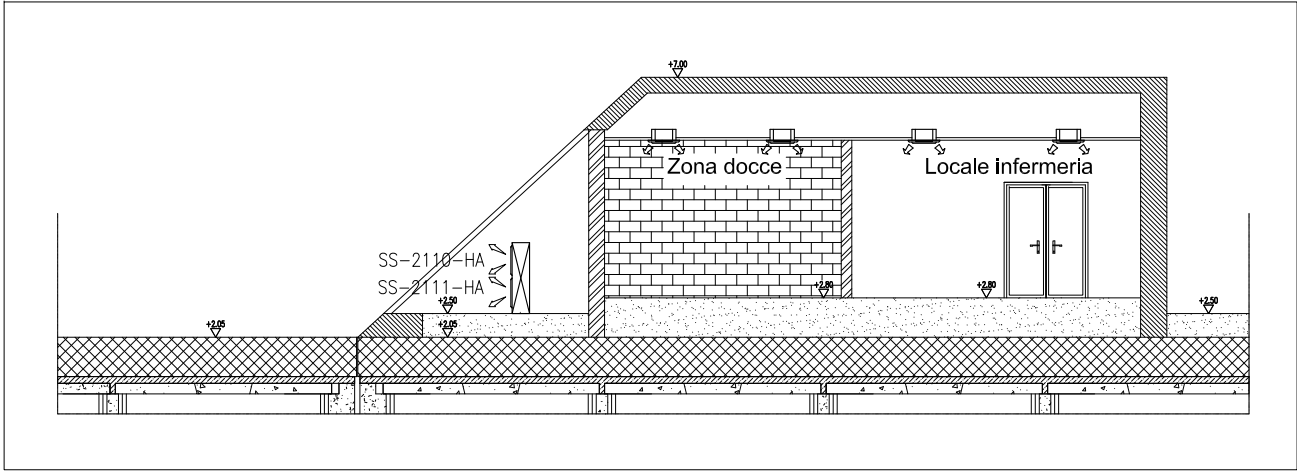 +7.00
Zona docce
Locale infermeria
SS-2110-HA
SS-2111-HA
+2.80
+2.80
+2.50
+2.50
+2.05
+2.05